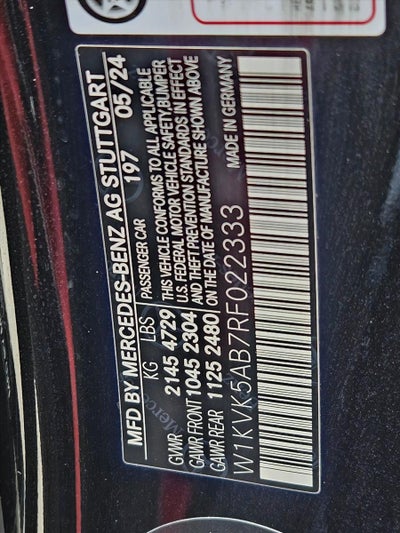 MFD BY MERCEDES-BENZ AG STUTTGART
197 05/24
KG LBS PASSENGER CAR
GVWR 2145 4729
GAWR FRONT 1045 2304
GAWR REAR 1125 2480
THIS VEHICLE CONFORMS TO ALL APPLICABLE
U.S. FEDERAL MOTOR VEHICLE SAFETY, BUMPER
AND THEFT PREVENTION STANDARDS IN EFFECT
ON THE DATE OF MANUFACTURE SHOWN ABOVE
W1KVK5AB7RF022333 MADE IN GERMANY